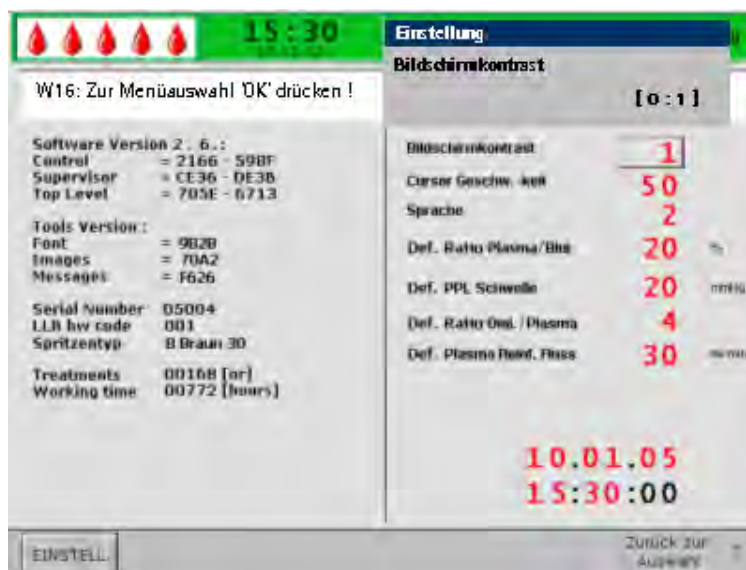 15:30
Einstellung
Bildschirmkontrast
[0:1]
W16: Zur Menüauswahl 'OK' drücken !
Software Version 2 . 6.:
Control = 2166 - 59BF
Supervisor = CE36 - DE3B
Top Level = 705E - 6713
Tools Version :
Font = 9B2B
Images = 70A2
Messages = F626
Serial Number 05004
LLB hw code 001
Spritzentyp B Braun 30
Treatments 00168 [or]
Working time 00772 [hours]
Bildschirmkontrast 1
Cursor Geschw.-keit 50
Sprache 2
Def. Ratio Plasma/Blut 20 %
Def. PPL Schwelle 20
Def. Ratio /Plasma 4
Def. Plasma Reinf. Fluss 30
10.01.05
15:30:00
EINSTELL.
Zurück zur
Auswahl